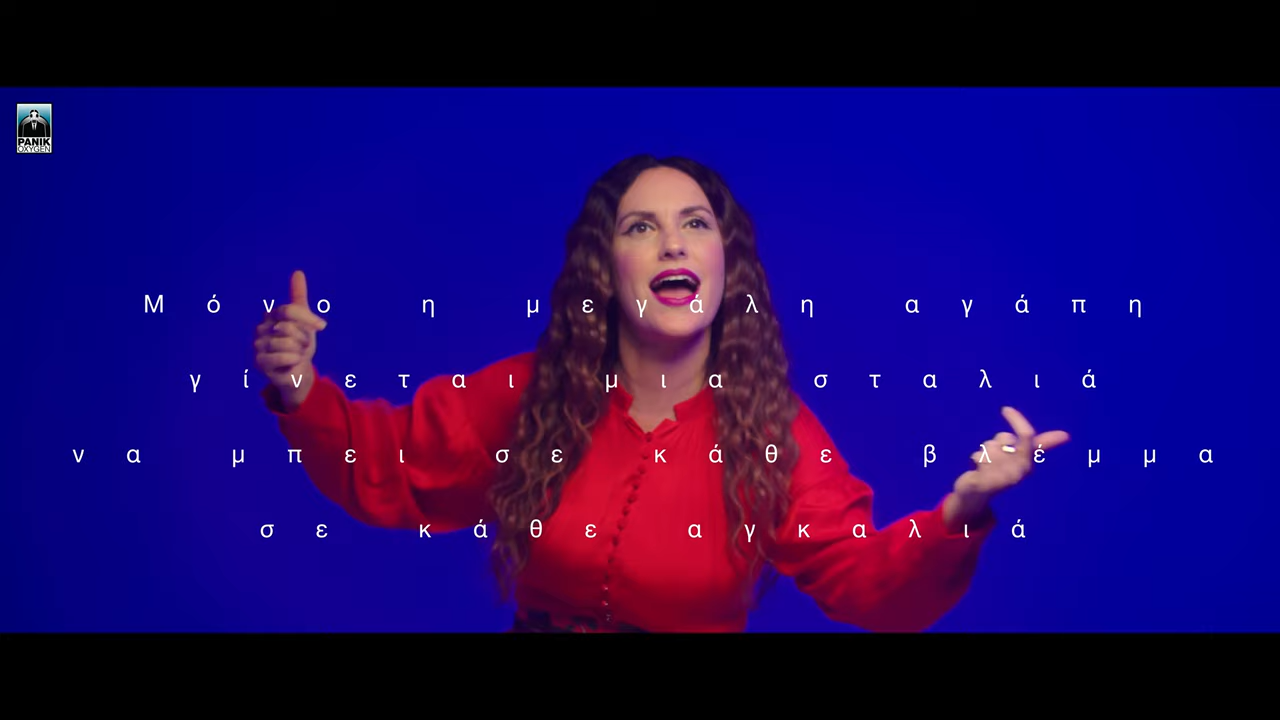 PANIK
OXYGEN
Μόνο η μεγάλη αγάπη
γίνεται μια σταλιά
να μπει σε κάθε βλέμμα
σε κάθε αγκαλιά